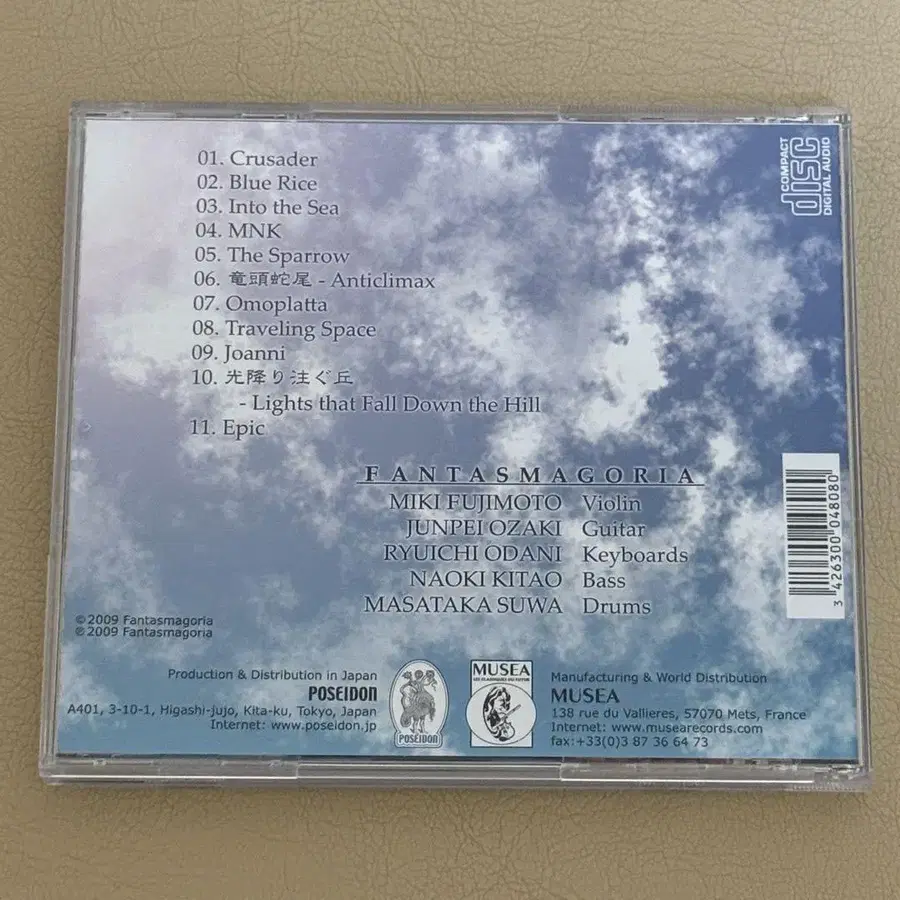 01. Crusader
02. Blue Rice
03. Into the Sea
04. MNK
05. The Sparrow
06. 竜頭蛇尾 - Anticlimax
07. Omoplatta
08. Traveling Space
09. Joanni
10. 光降り注ぐ丘
- Lights that Fall Down the Hill
11. Epic
COMPACT
disc
DIGITAL AUDIO
FANTASMAGORIA
MIKI FUJIMOTO Violin
JUNPEI OZAKI Guitar
RYUICHI ODANI Keyboards
NAOKI KITAO Bass
MASATAKA SUWA Drums
3 426300 048080
©2009 Fantasmagoria
℗2009 Fantasmagoria
Production & Distribution in Japan
POSEIDON
A401, 3-10-1, Higashi-jujo, Kita-ku, Tokyo, Japan
Internet: www.poseidon.jp
POSEIDON
MUSEA
Manufacturing & World Distribution
MUSEA
138 rue du Vallieres, 57070 Mets, France
Internet: www.musearecords.com
fax:+33(0)3 87 36 64 73